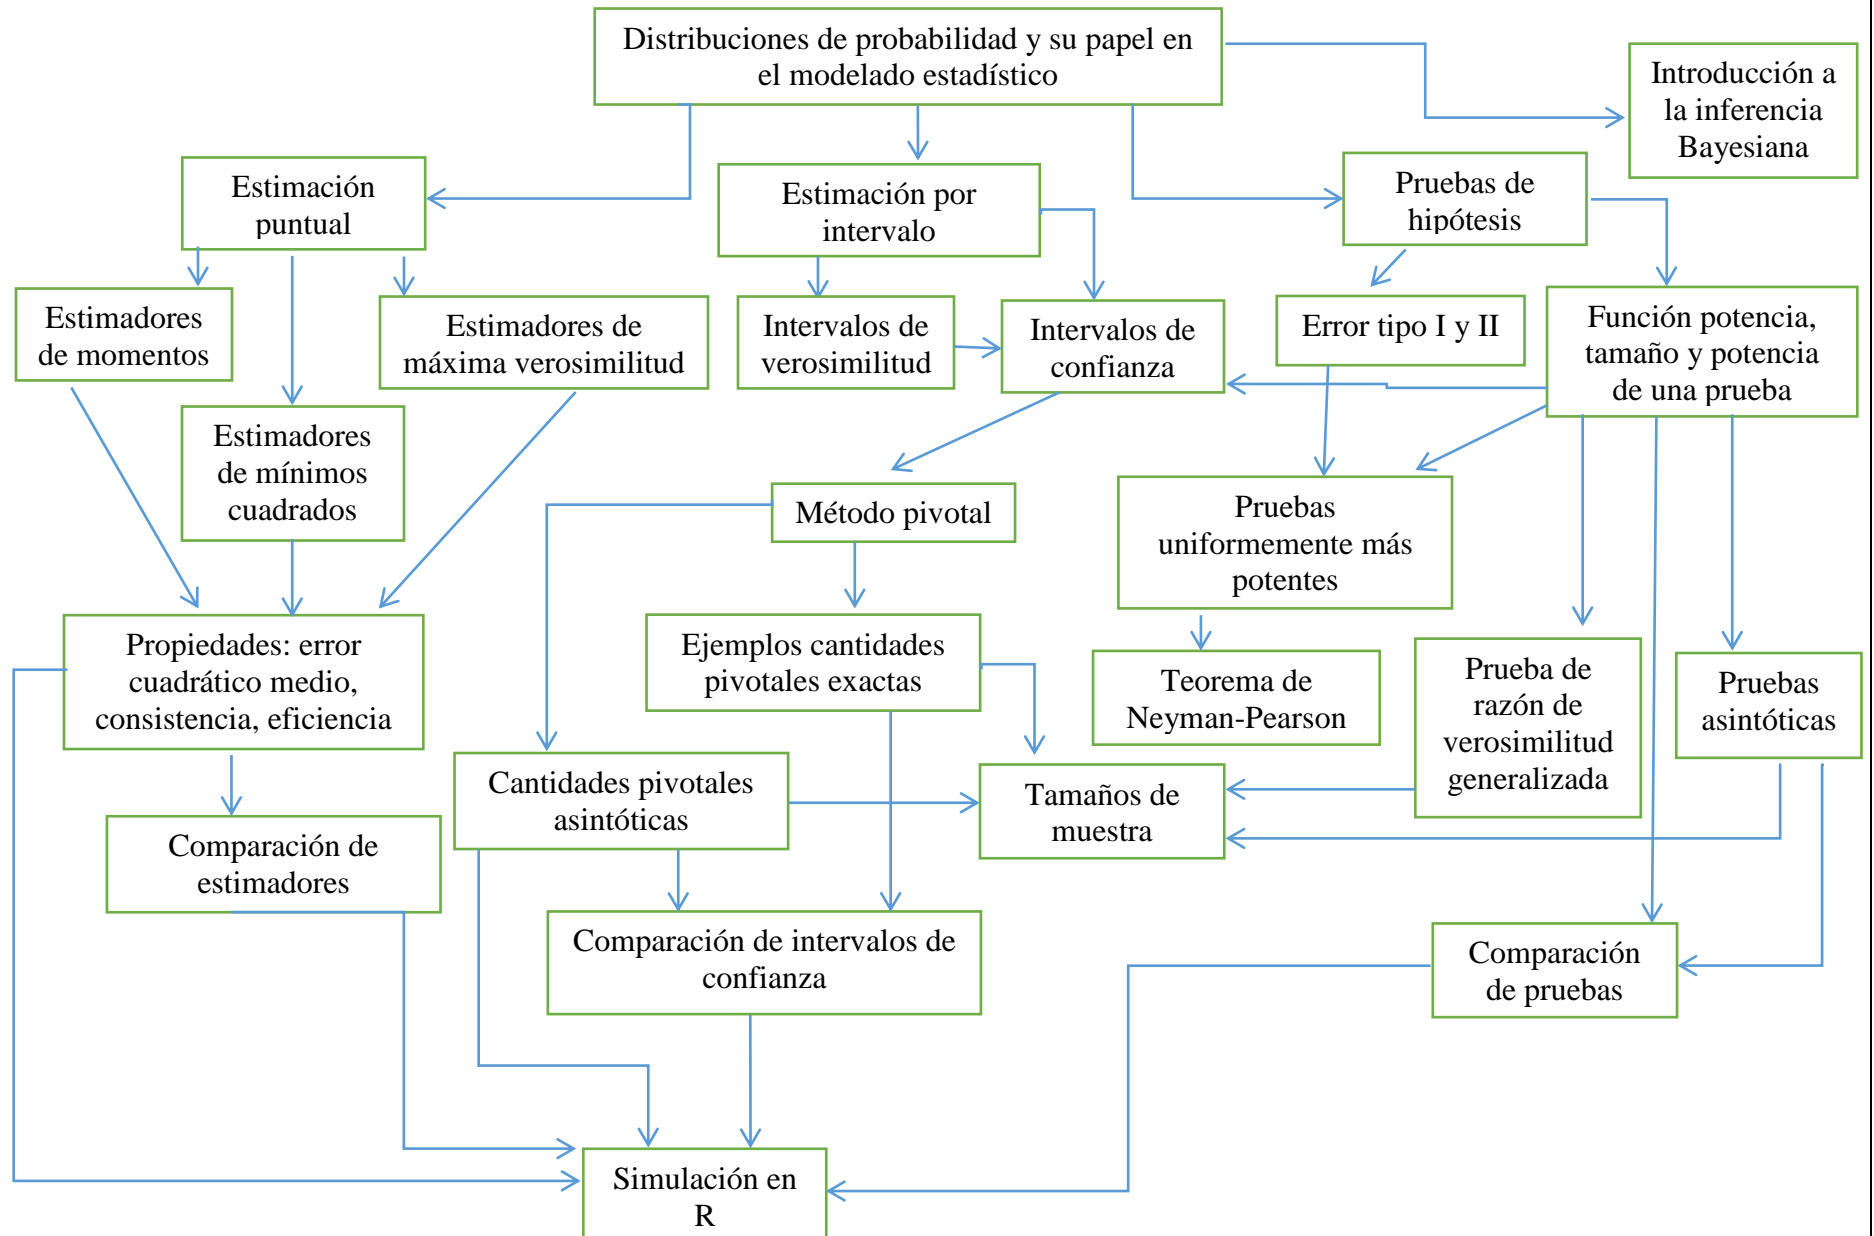 Distribuciones de probabilidad y su papel en
el modelado estadístico
Introducción a
la inferencia
Bayesiana
Estimación
puntual
Estimación por
intervalo
Pruebas de
hipótesis
Estimadores
de momentos
Estimadores de
máxima verosimilitud
Intervalos de
verosimilitud
Intervalos de
confianza
Error tipo I y II
Función potencia,
tamaño y potencia
de una prueba
Estimadores
de mínimos
cuadrados
Método pivotal
Pruebas
uniformemente más
potentes
Propiedades: error
cuadrático medio,
consistencia, eficiencia
Ejemplos cantidades
pivotales exactas
Teorema de
Neyman-Pearson
Prueba de
razón de
verosimilitud
generalizada
Pruebas
asintóticas
Cantidades pivotales
asintóticas
Tamaños de
muestra
Comparación de
estimadores
Comparación de intervalos de
confianza
Comparación
de pruebas
Simulación en
R